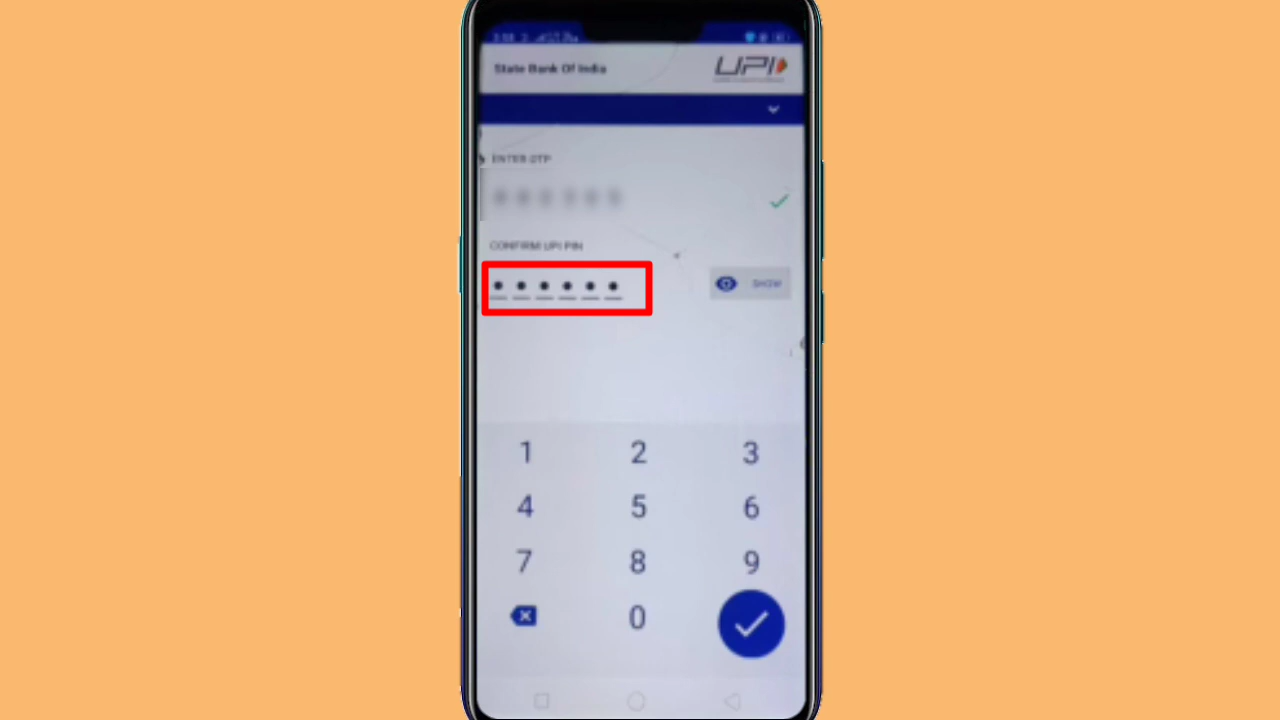 State Bank Of India
UPI
ENTER OTP
CONFIRM UPI PIN
SHOW
1 2 3
4 5 6
7 8 9
0